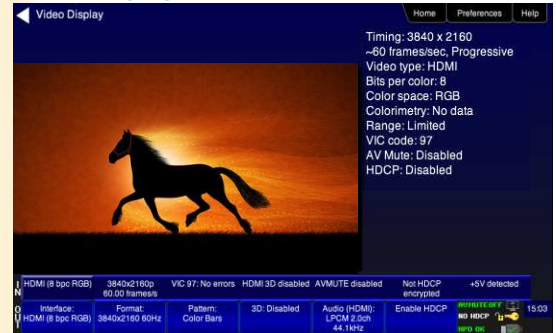 Video Display
Home Preferences Help
Timing: 3840 x 2160
~60 frames/sec, Progressive
Video type: HDMI
Bits per color: 8
Color space: RGB
Colorimetry: No data
Range: Limited
VIC code: 97
AV Mute: Disabled
HDCP: Disabled
IN
HDMI (8 bpc RGB) 3840x2160p 60.00 frames/s VIC 97: No errors HDMI 3D disabled AVMUTE disabled Not HDCP encrypted +5V detected
OUT
Interface: HDMI (8 bpc RGB) Format: 3840x2160 60Hz Pattern: Color Bars 3D: Disabled Audio (HDMI): LPCM 2.0ch 44.1kHz Enable HDCP
AVMUTE:OFF
NO HDCP
HPD OK
15:03